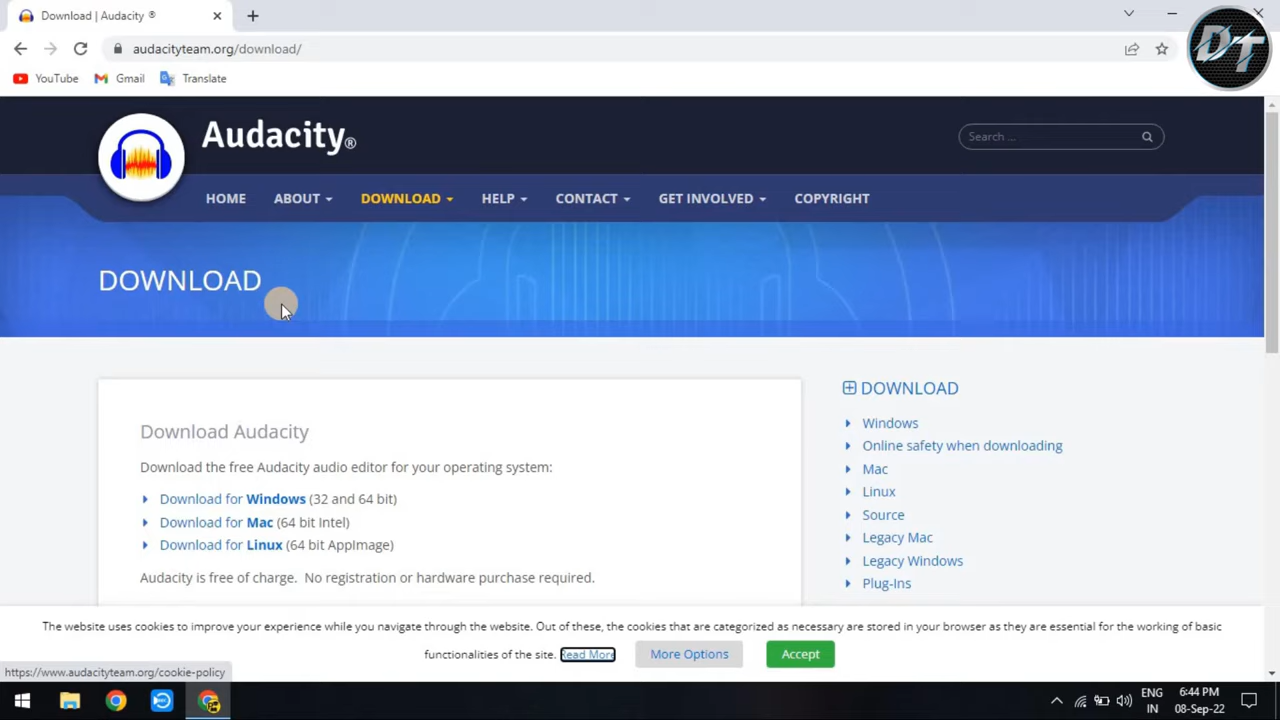 Download | Audacity ®
audacityteam.org/download/
YouTube Gmail Translate
DT
Audacity®
Search ...
HOME ABOUT DOWNLOAD HELP CONTACT GET INVOLVED COPYRIGHT
DOWNLOAD
Download Audacity
Download the free Audacity audio editor for your operating system:
Download for Windows (32 and 64 bit)
Download for Mac (64 bit Intel)
Download for Linux (64 bit AppImage)
Audacity is free of charge. No registration or hardware purchase required.
DOWNLOAD
Windows
Online safety when downloading
Mac
Linux
Source
Legacy Mac
Legacy Windows
Plug-Ins
The website uses cookies to improve your experience while you navigate through the website. Out of these, the cookies that are categorized as necessary are stored in your browser as they are essential for the working of basic
functionalities of the site. Read More More Options Accept
https://www.audacityteam.org/cookie-policy
ENG 6:44 PM
IN 08-Sep-22